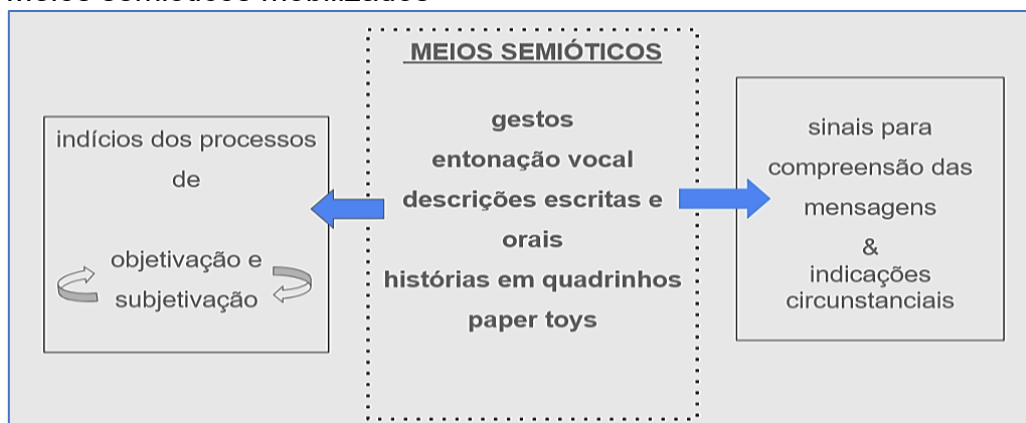 Meios semióticos mobilizados
MEIOS SEMIÓTICOS
indícios dos processos
de
objetivação e
subjetivação
gestos
entonação vocal
descrições escritas e
orais
histórias em quadrinhos
paper toys
sinais para
compreensão das
mensagens
&
indicações
circunstanciais